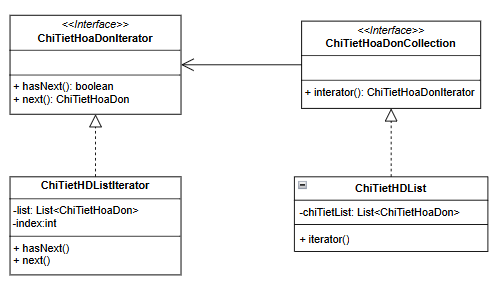 <<Interface>>
ChiTietHoaDonIterator
+ hasNext(): boolean
+ next(): ChiTietHoaDon
<<Interface>>
ChiTietHoaDonCollection
+ interator(): ChiTietHoaDonIterator
ChiTietHDListIterator
-list: List<ChiTietHoaDon>
-index:int
+ hasNext()
+ next()
ChiTietHDList
-chiTietList: List<ChiTietHoaDon>
+ iterator()